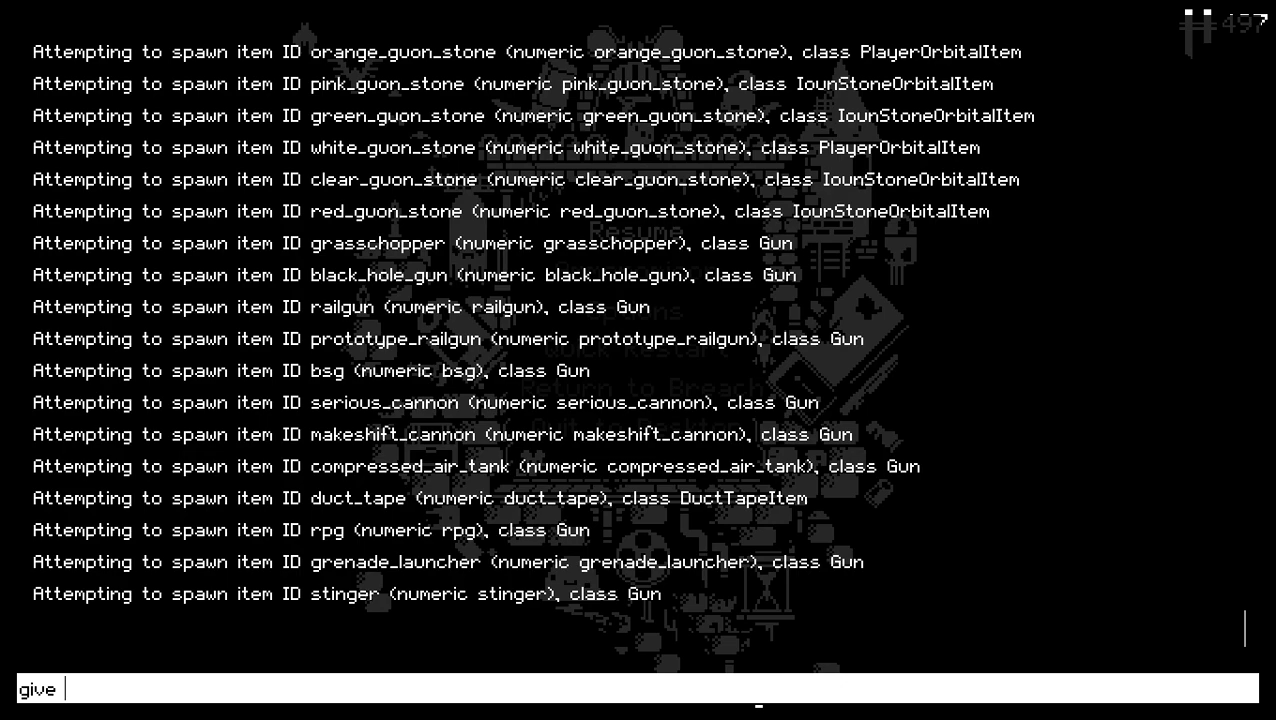 497
Attempting to spawn item ID orange_guon_stone (numeric orange_guon_stone), class PlayerOrbitalItem
Attempting to spawn item ID pink_guon_stone (numeric pink_guon_stone), class IounStoneOrbitalItem
Attempting to spawn item ID green_guon_stone (numeric green_guon_stone), class IounStoneOrbitalItem
Attempting to spawn item ID white_guon_stone (numeric white_guon_stone), class PlayerOrbitalItem
Attempting to spawn item ID clear_guon_stone (numeric clear_guon_stone), class IounStoneOrbitalItem
Attempting to spawn item ID red_guon_stone (numeric red_guon_stone), class IounStoneOrbitalItem
Resume
Attempting to spawn item ID grasschopper (numeric grasschopper), class Gun
Attempting to spawn item ID black_hole_gun (numeric black_hole_gun), class Gun
Attempting to spawn item ID railgun (numeric railgun), class Gun
Attempting to spawn item ID prototype_railgun (numeric prototype_railgun), class Gun
Quick Restart
Attempting to spawn item ID bsg (numeric bsg), class Gun
Return to Breach
Attempting to spawn item ID serious_cannon (numeric serious_cannon), class Gun
Attempting to spawn item ID makeshift_cannon (numeric makeshift_cannon), class Gun
Attempting to spawn item ID compressed_air_tank (numeric compressed_air_tank), class Gun
Attempting to spawn item ID duct_tape (numeric duct_tape), class DuctTapeItem
Attempting to spawn item ID rpg (numeric rpg), class Gun
Attempting to spawn item ID grenade_launcher (numeric grenade_launcher), class Gun
Attempting to spawn item ID stinger (numeric stinger), class Gun
give